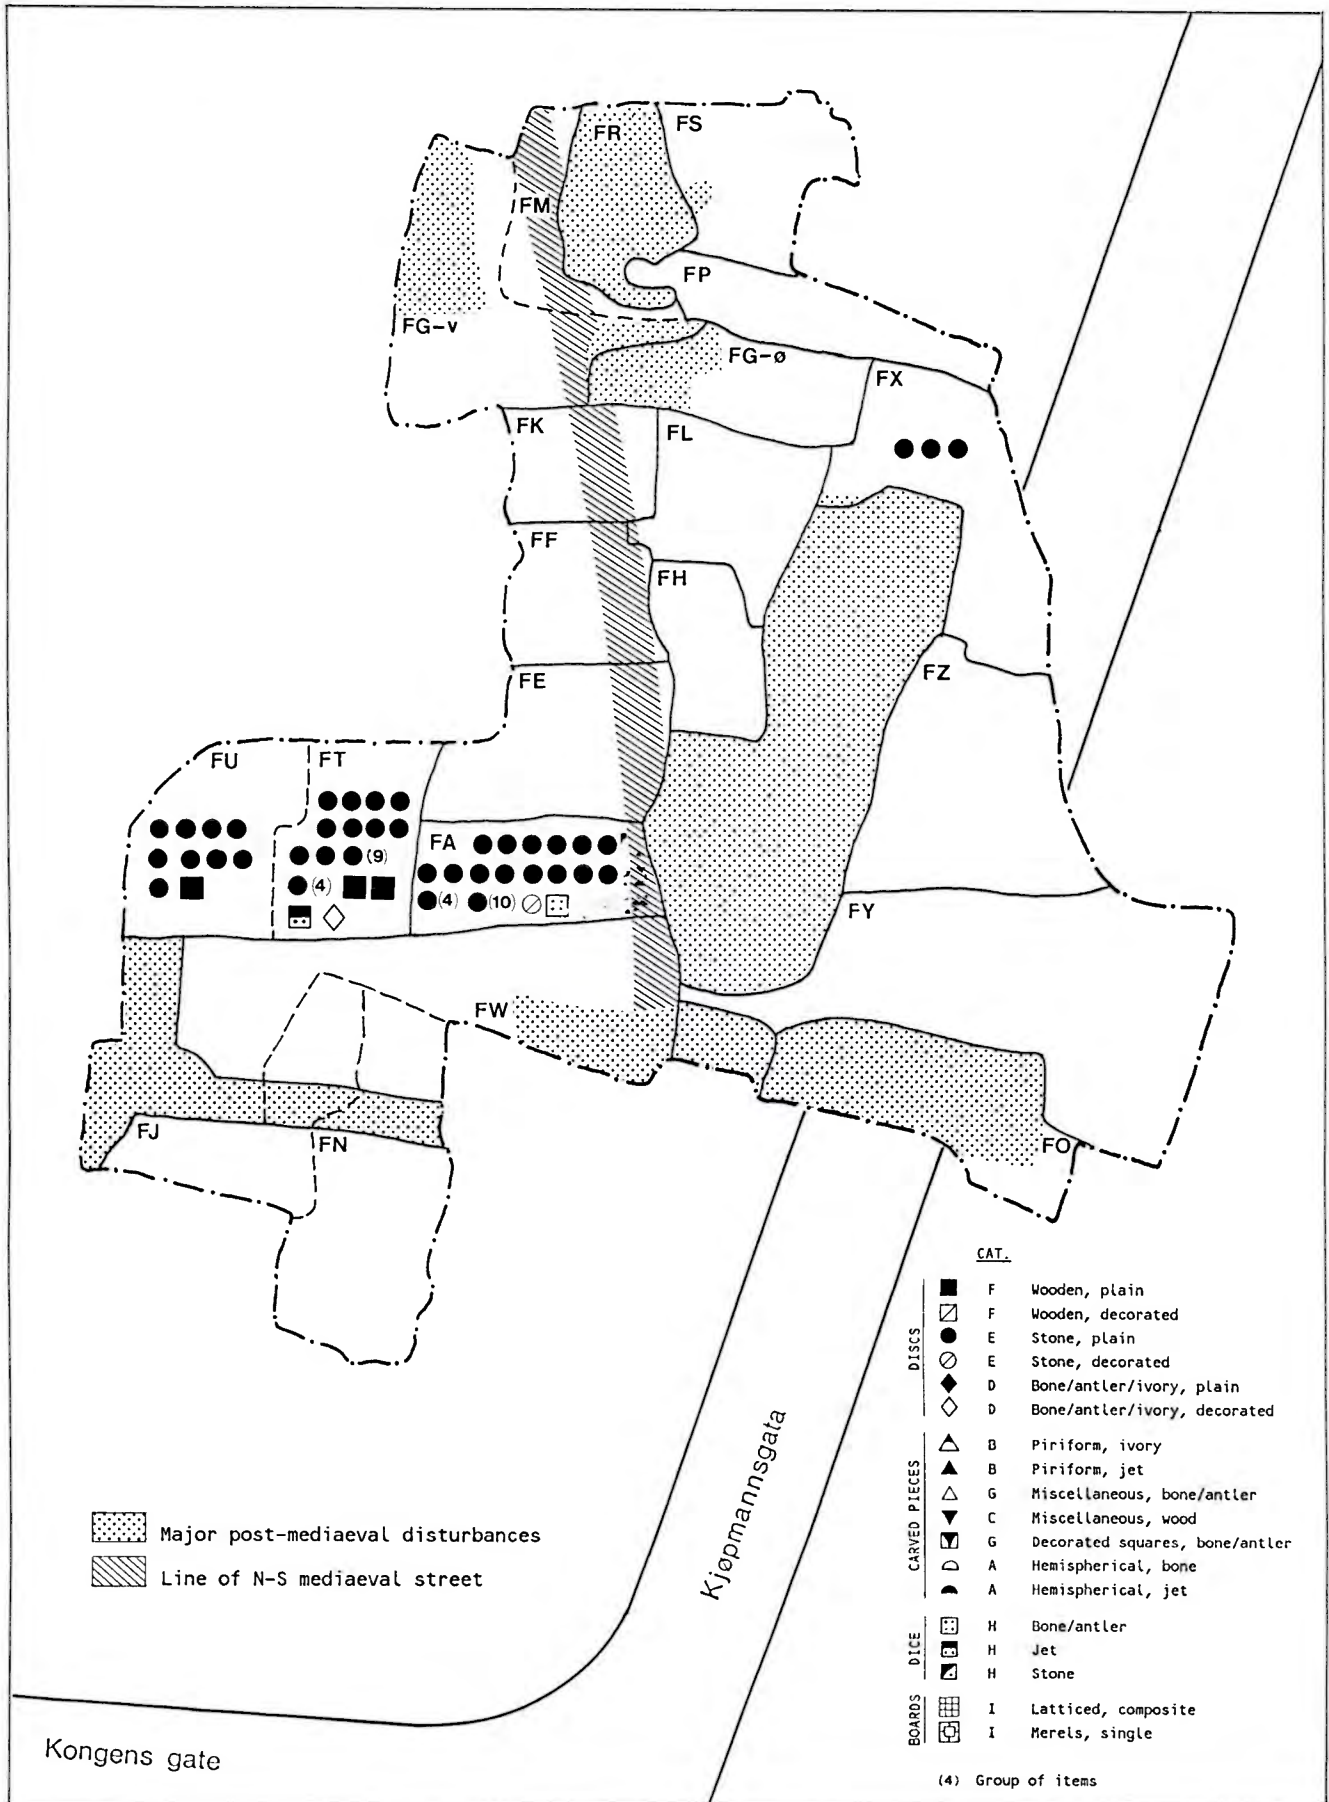 FR FS
FM
FP
FG-v
FG-ø
FX
FK FL
FF
FH
FE
FZ
FU FT
(9)
FA
(4)
(4) (10)
FY
FW
FJ FN
FO
CAT.
DISCS
F Wooden, plain
F Wooden, decorated
E Stone, plain
E Stone, decorated
D Bone/antler/ivory, plain
D Bone/antler/ivory, decorated
CARVED PIECES
B Piriform, ivory
B Piriform, jet
G Miscellaneous, bone/antler
C Miscellaneous, wood
G Decorated squares, bone/antler
A Hemispherical, bone
A Hemispherical, jet
DICE
H Bone/antler
H Jet
H Stone
BOARDS
I Latticed, composite
I Merels, single
(4) Group of items
Major post-mediaeval disturbances
Line of N-S mediaeval street
Kjøpmannsgata
Kongens gate